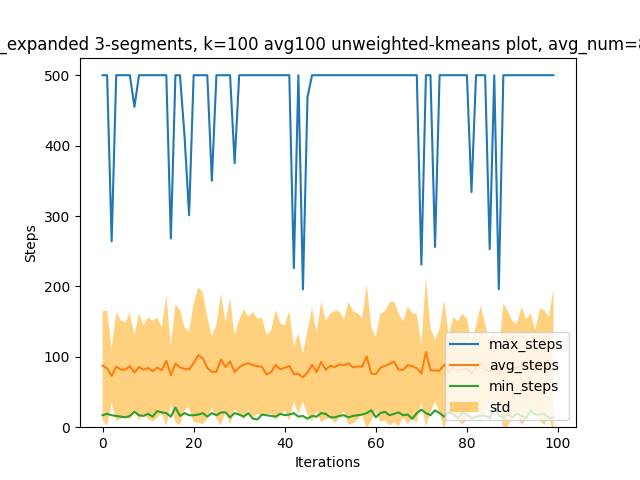 _expanded 3-segments, k=100 avg100 unweighted-kmeans plot, avg_num=
500
400
300
200
100
0
Steps
0 20 40 60 80 100
Iterations
max_steps
avg_steps
min_steps
std